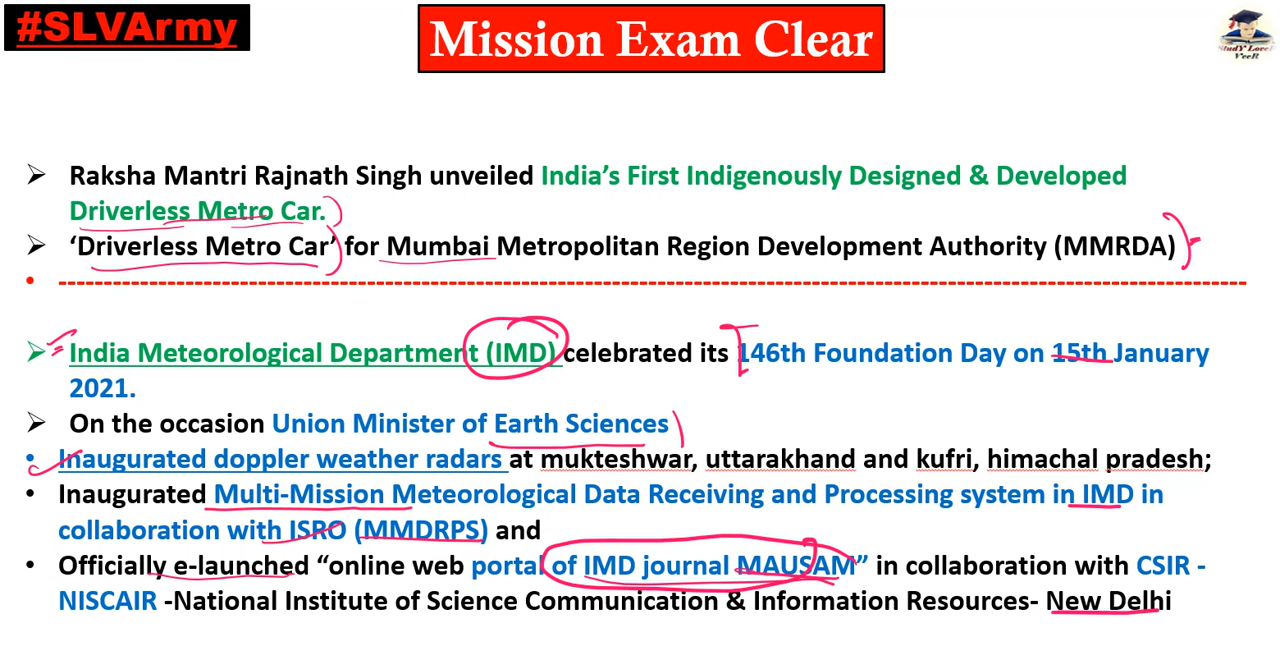 #SLVArmy
Mission Exam Clear
StudY LoveR
VeeR
➢ Raksha Mantri Rajnath Singh unveiled India’s First Indigenously Designed & Developed
Driverless Metro Car.
➢ ‘Driverless Metro Car’ for Mumbai Metropolitan Region Development Authority (MMRDA)
• --------------------------------------------------------------------------------
➢ India Meteorological Department (IMD) celebrated its 146th Foundation Day on 15th January
2021.
➢ On the occasion Union Minister of Earth Sciences
• Inaugurated doppler weather radars at mukteshwar, uttarakhand and kufri, himachal pradesh;
• Inaugurated Multi-Mission Meteorological Data Receiving and Processing system in IMD in
collaboration with ISRO (MMDRPS) and
• Officially e-launched “online web portal of IMD journal MAUSAM” in collaboration with CSIR -
NISCAIR -National Institute of Science Communication & Information Resources- New Delhi